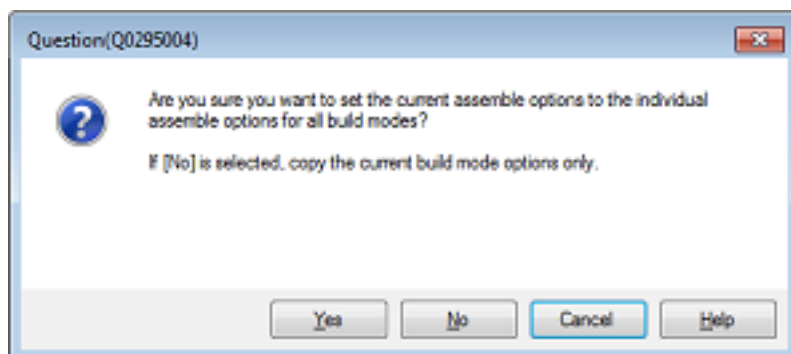 Question(Q0295004)
Are you sure you want to set the current assemble options to the individual
assemble options for all build modes?
If [No] is selected, copy the current build mode options only.
Yes
No
Cancel
Help